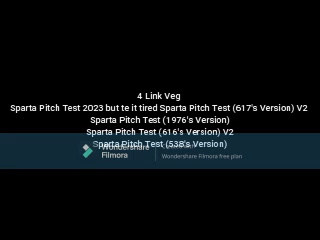 4 Link Veg
Sparta Pitch Test 2023 but te it tired Sparta Pitch Test (617's Version) V2
Sparta Pitch Test (1976's Version)
Sparta Pitch Test (616's Version) V2
Sparta Pitch Test (538's Version)
Wondershare
Filmora
Wondershare Filmora free plan